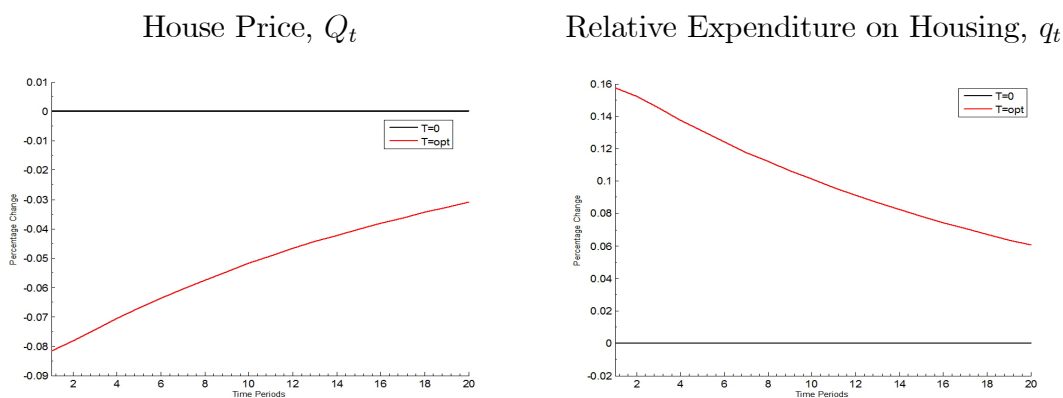 House Price, Qt
Relative Expenditure on Housing, qt
0.01
0
-0.01
-0.02
-0.03
-0.04
-0.05
-0.06
-0.07
-0.08
-0.09
Percentage Change
T=0
T=opt
2 4 6 8 10 12 14 16 18 20
Time Periods
0.16
0.14
0.12
0.1
0.08
0.06
0.04
0.02
0
-0.02
Percentage Change
T=0
T=opt
2 4 6 8 10 12 14 16 18 20
Time Periods